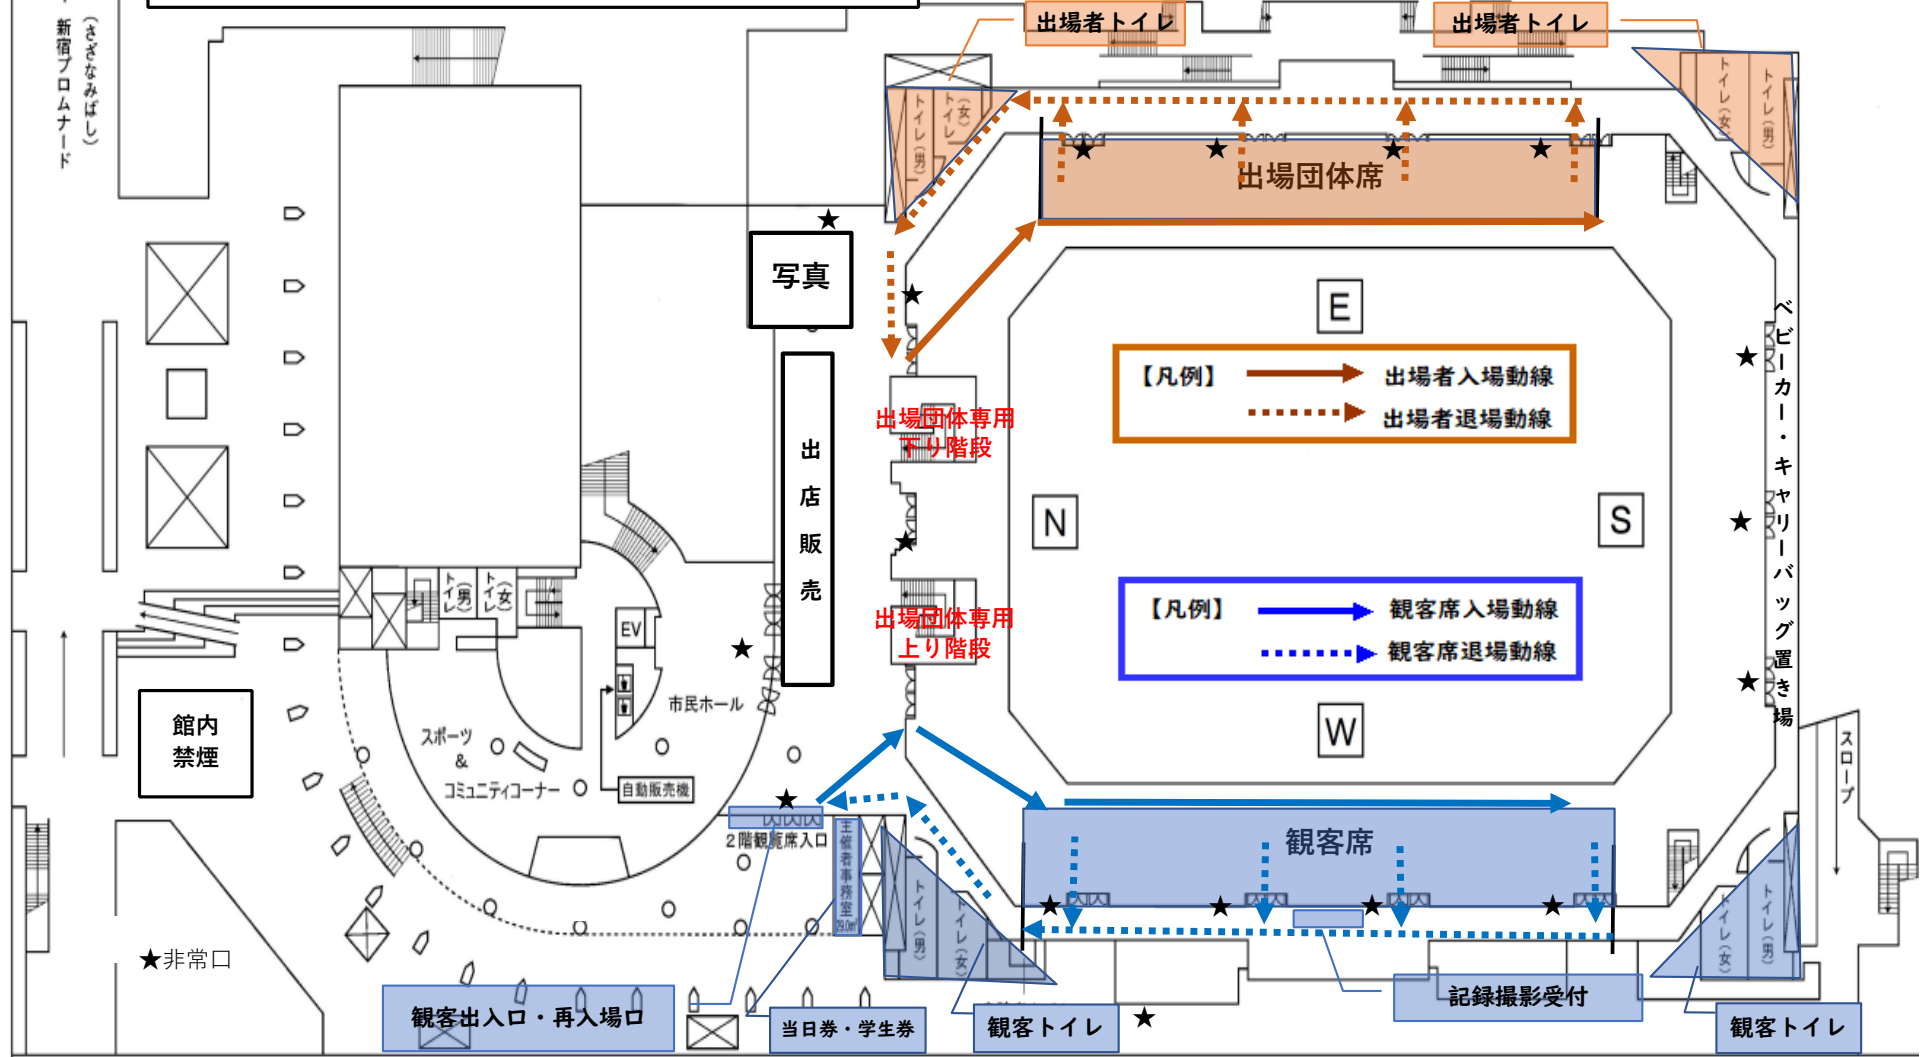 (さざなみばし)
新宿プロムナード
出場者トイレ
出場者トイレ
トイレ(男)
トイレ(女)
トイレ(女)
トイレ(男)
出場団体席
写真
E
【凡例】
出場者入場動線
出場者退場動線
出場団体専用
下り階段
出店販売
N
S
ベビーカー・キャリーバッグ置き場
トイレ(男)
トイレ(女)
EV
出場団体専用
上り階段
【凡例】
観客席入場動線
観客席退場動線
市民ホール
館内
禁煙
スポーツ
&
コミュニティコーナー
自動販売機
W
スロープ
2階観覧席入口
主催者事務室
29.0㎡
観客席
トイレ(男)
トイレ(女)
トイレ(女)
トイレ(男)
★非常口
観客出入口・再入場口
当日券・学生券
観客トイレ
記録撮影受付
観客トイレ